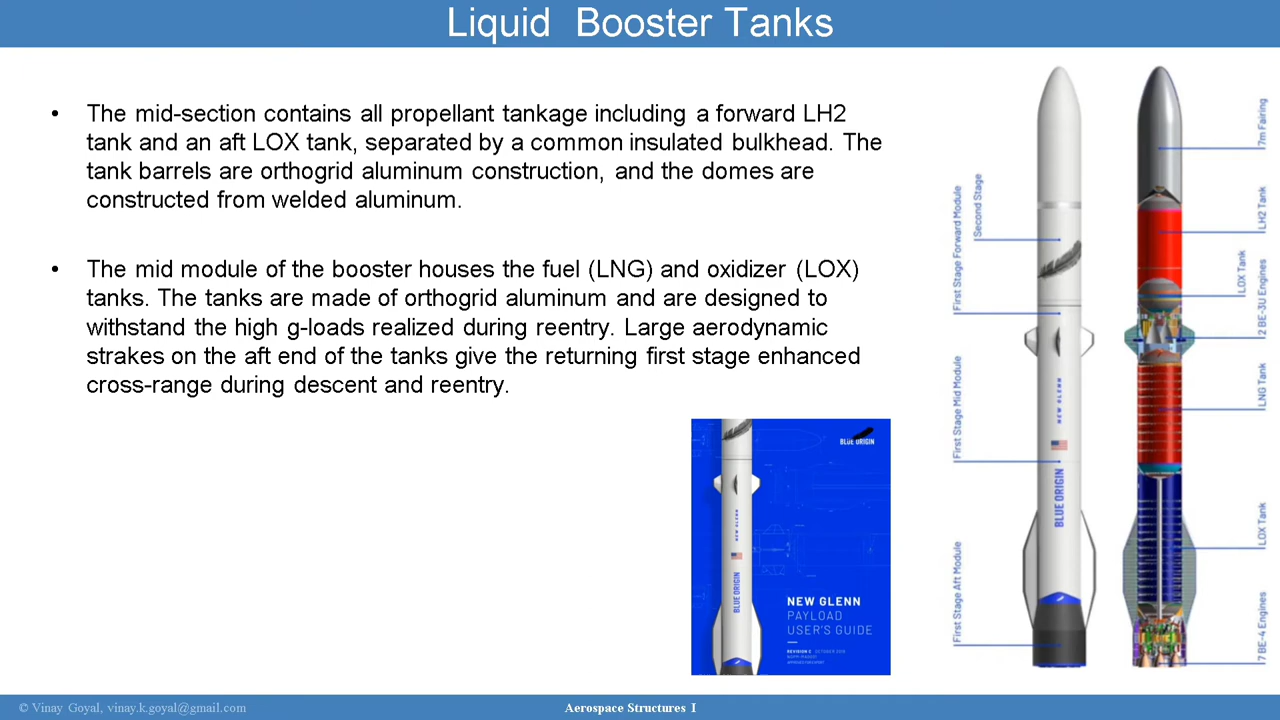 Liquid Booster Tanks
• The mid-section contains all propellant tankage including a forward LH2
tank and an aft LOX tank, separated by a common insulated bulkhead. The
tank barrels are orthogrid aluminum construction, and the domes are
constructed from welded aluminum.
• The mid module of the booster houses the fuel (LNG) and oxidizer (LOX)
tanks. The tanks are made of orthogrid aluminum and are designed to
withstand the high g-loads realized during reentry. Large aerodynamic
strakes on the aft end of the tanks give the returning first stage enhanced
cross-range during descent and reentry.
BLUE ORIGIN
NEW GLENN
BLUE ORIGIN
NEW GLENN
PAYLOAD
USER'S GUIDE
REVISION C OCTOBER 2018
Second Stage
First Stage Forward Module
First Stage Mid Module
First Stage Aft Module
NEW GLENN
BLUE ORIGIN
7m Fairing
LH2 Tank
LOX Tank
2 BE-3U Engines
LNG Tank
LOX Tank
7 BE-4 Engines
© Vinay Goyal, vinay.k.goyal@gmail.com
Aerospace Structures I